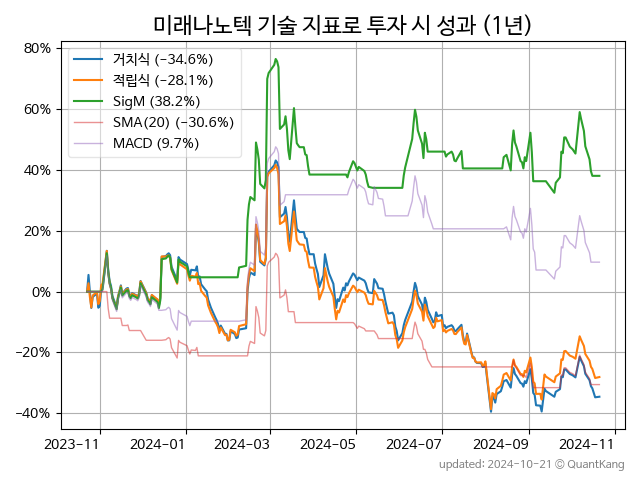 미래나노텍 기술 지표로 투자 시 성과 (1년)
80%
60%
40%
20%
0%
−20%
−40%
거치식 (−34.6%)
적립식 (−28.1%)
SigM (38.2%)
SMA(20) (−30.6%)
MACD (9.7%)
2023−11
2024−01
2024−03
2024−05
2024−07
2024−09
2024−11
updated: 2024-10-21 © QuantKang